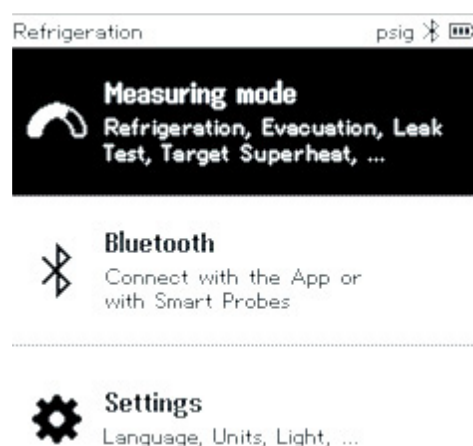 Refrigeration psig
Measuring mode
Refrigeration, Evacuation, Leak
Test, Target Superheat, ...
Bluetooth
Connect with the App or
with Smart Probes
Settings
Language, Units, Light, ...